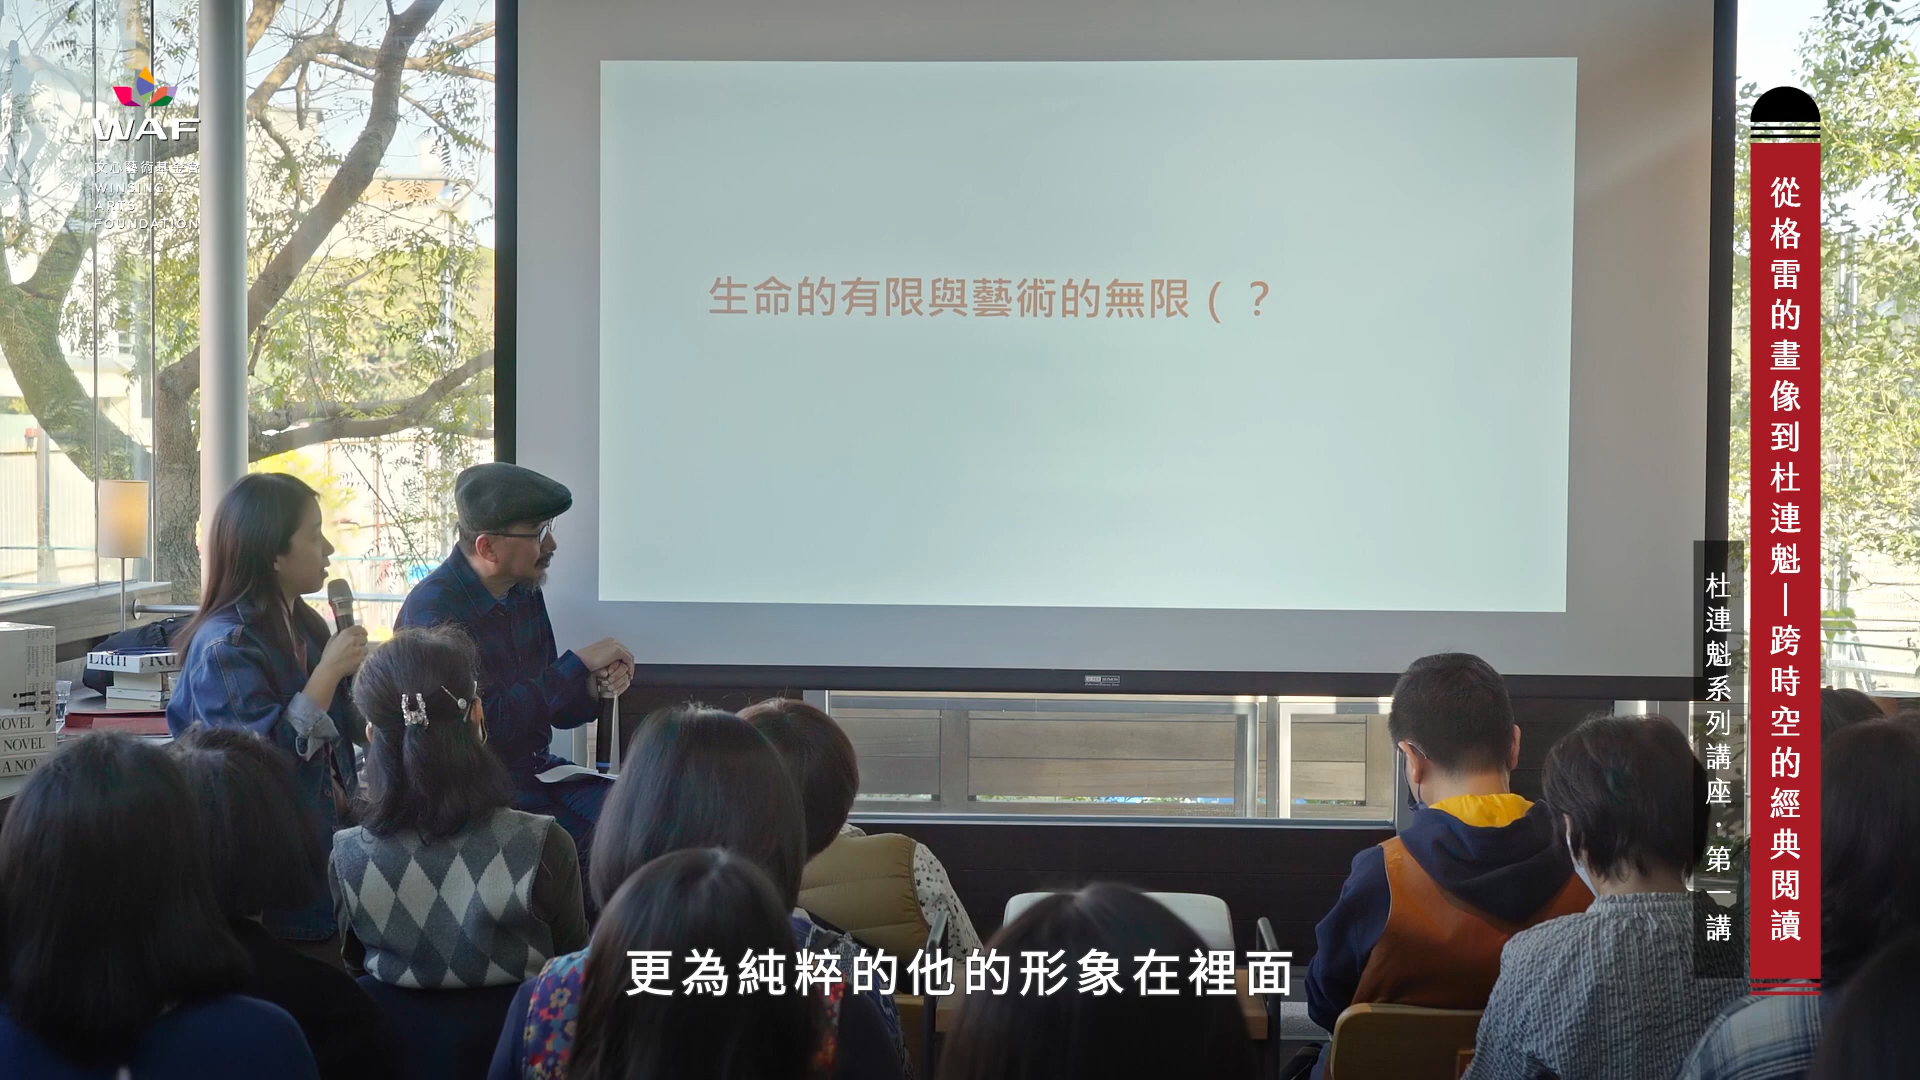 WAF
文心藝術基金會
WINSING
ARTS
FOUNDATION
生命的有限與藝術的無限（？
從格雷的畫像到杜連魁—跨時空的經典閱讀
杜連魁系列講座·第一講
Lian Ku
NOVEL
NOVEL
A NOV
更為純粹的他的形象在裡面